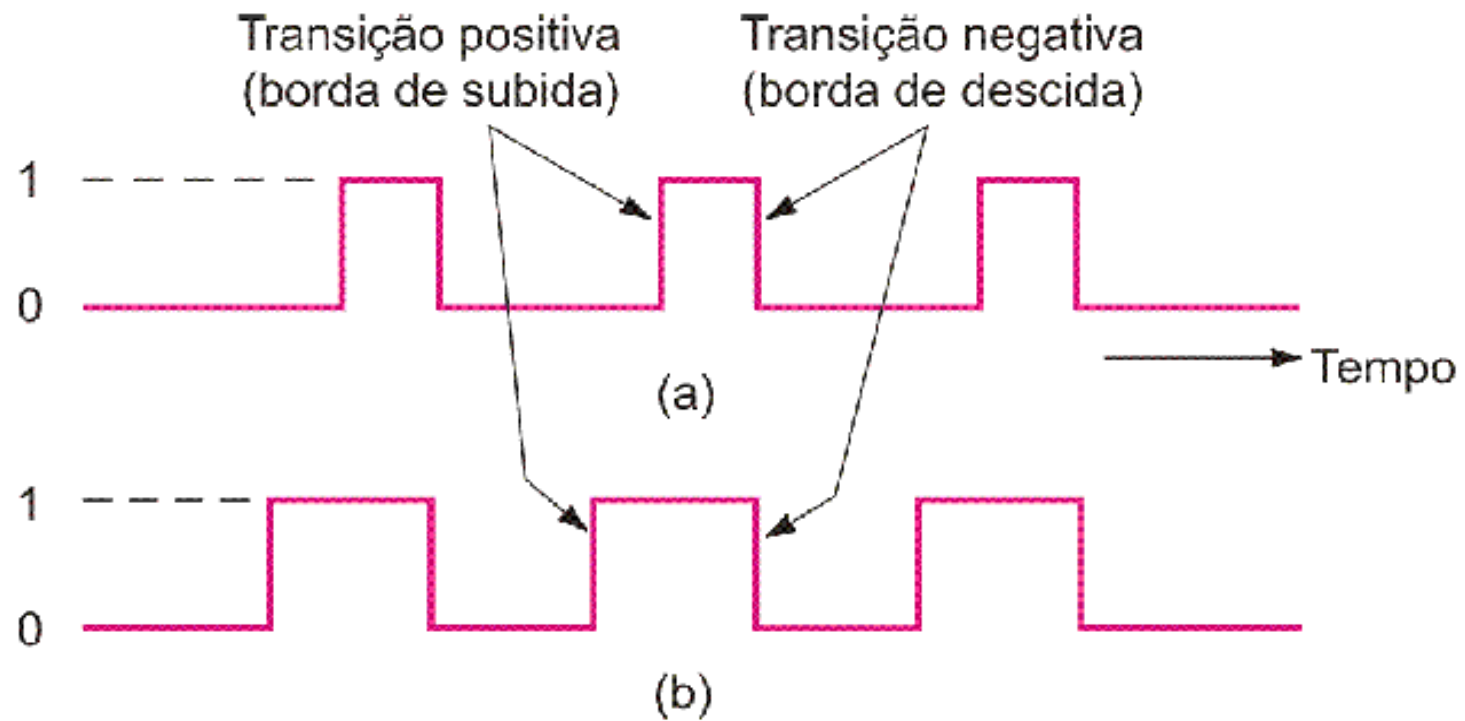 Transição positiva
(borda de subida)
Transição negativa
(borda de descida)
1
0
Tempo
(a)
1
0
(b)